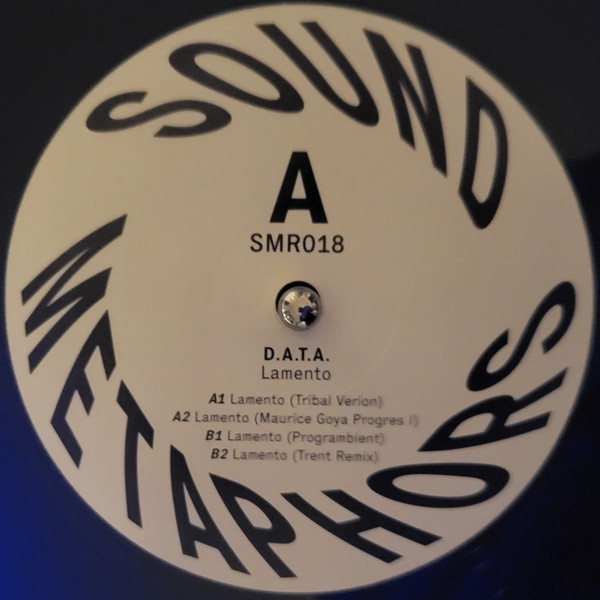 SOUND
A
SMR018
D.A.T.A.
Lamento
A1 Lamento (Tribal Verion)
A2 Lamento (Maurice Goya Progres I)
B1 Lamento (Programbient)
B2 Lamento (Trent Remix)
METAPHORS